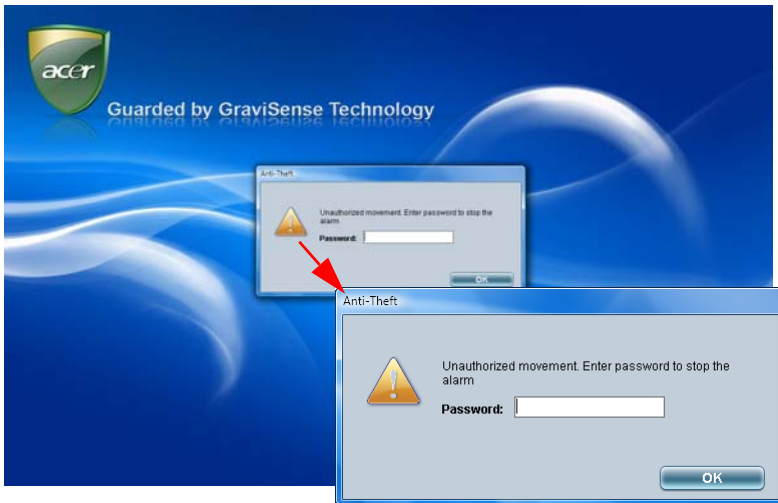 acer
Guarded by GraviSense Technology
Anti-Theft
Unauthorized movement. Enter password to stop the
alarm
Password:
OK
Anti-Theft
Unauthorized movement. Enter password to stop the
alarm
Password:
OK